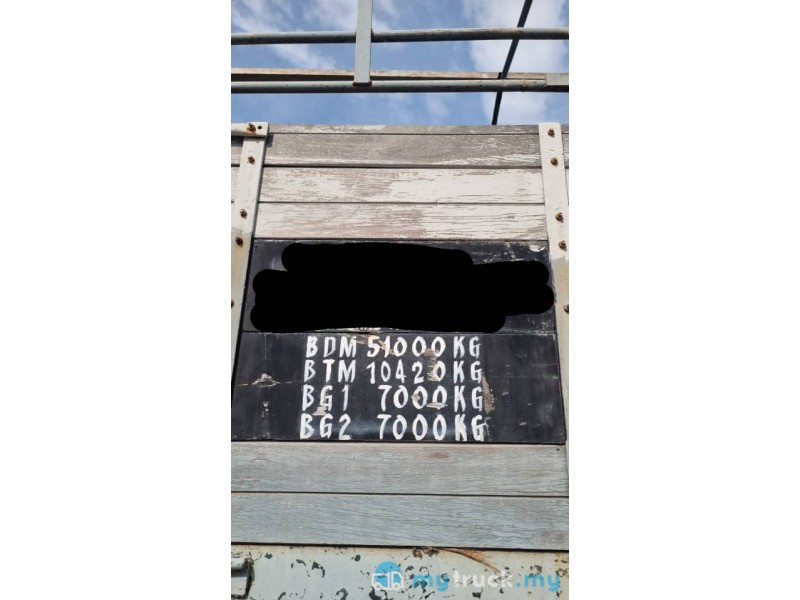 BDM 51000 KG
BTM 10420 KG
BG1 7000 KG
BG2 7000 KG
mytruck.my